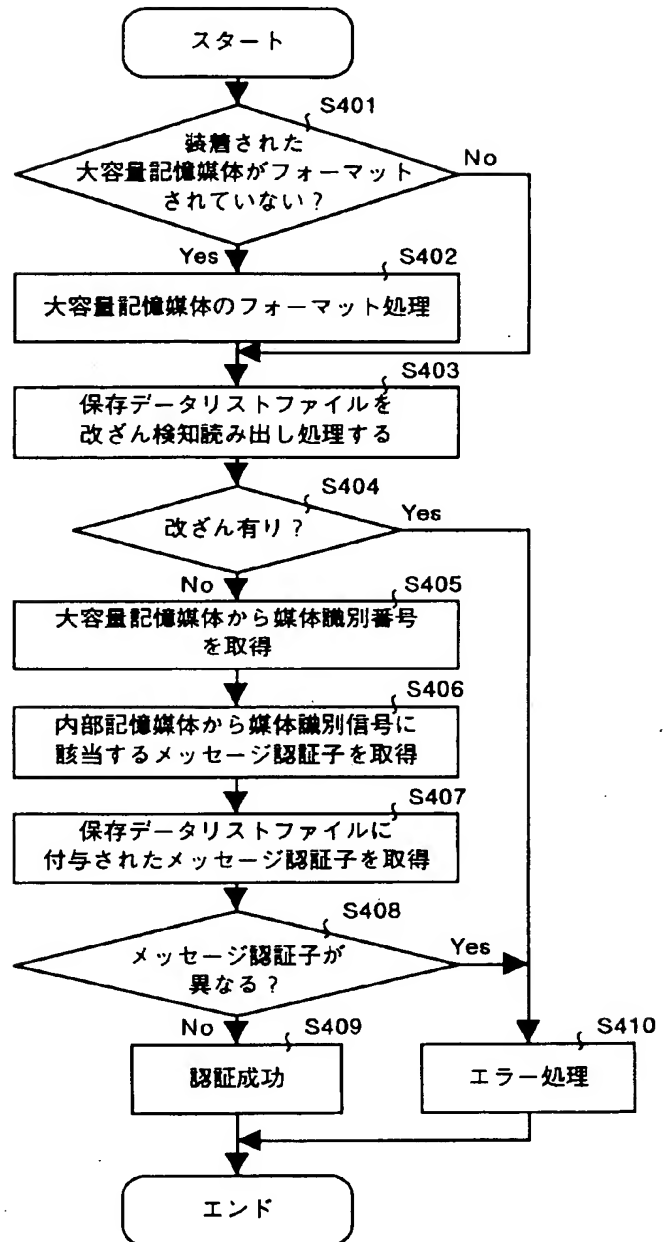 スタート
S401
装着された
大容量記憶媒体がフォーマット
されていない？
No
Yes
S402
大容量記憶媒体のフォーマット処理
S403
保存データリストファイルを
改ざん検知読み出し処理する
S404
改ざん有り？
Yes
No
S405
大容量記憶媒体から媒体識別番号
を取得
S406
内部記憶媒体から媒体識別信号に
該当するメッセージ認証子を取得
S407
保存データリストファイルに
付与されたメッセージ認証子を取得
S408
メッセージ認証子が
異なる？
Yes
No
S409
認証成功
S410
エラー処理
エンド